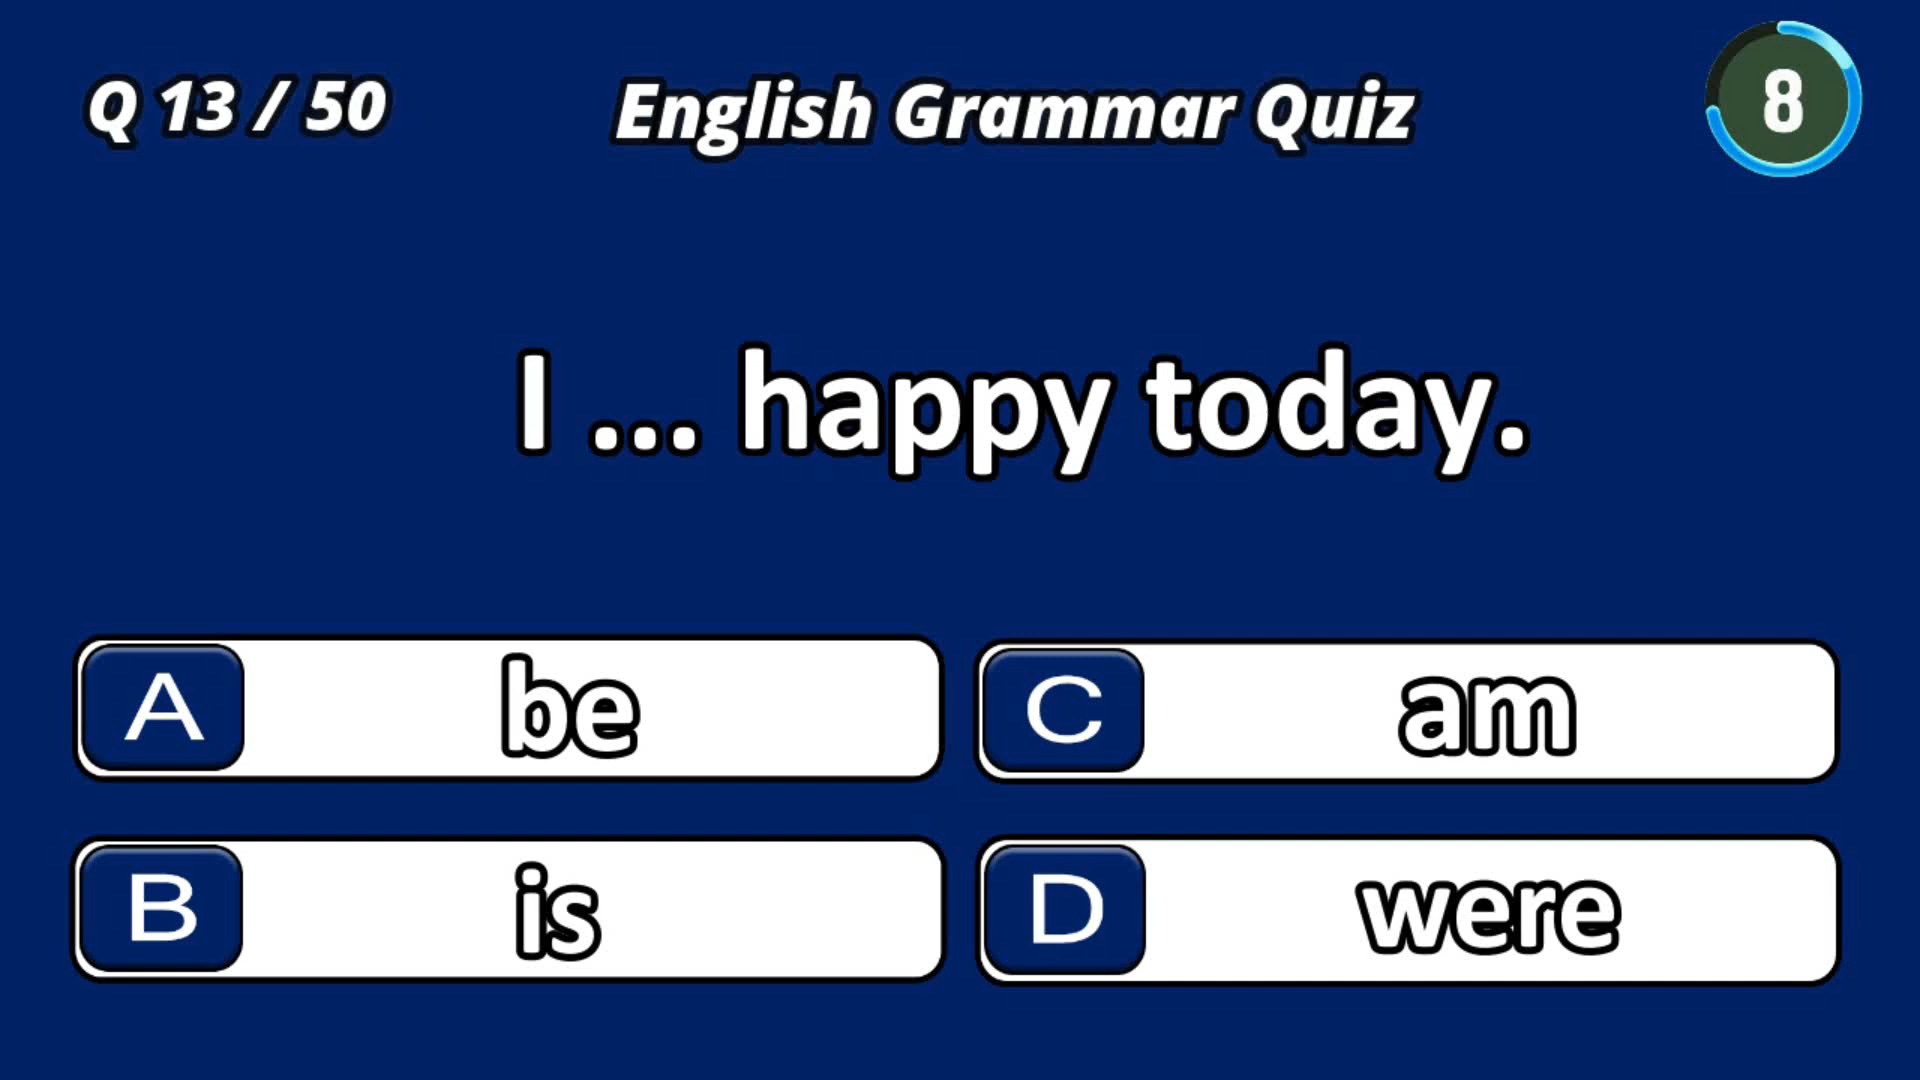 Q 13 / 50
English Grammar Quiz
8
I ... happy today.
A be
C am
B is
D were